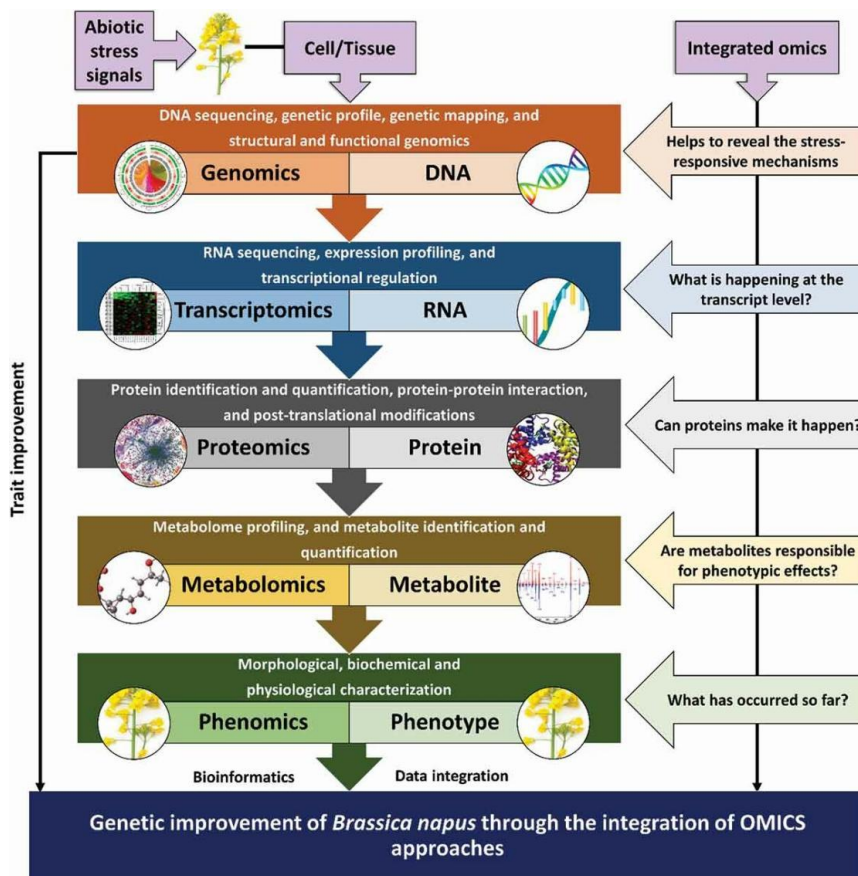 Abiotic
stress
signals
Cell/Tissue
Integrated omics
DNA sequencing, genetic profile, genetic mapping, and
structural and functional genomics
Genomics
DNA
Helps to reveal the stress-
responsive mechanisms
RNA sequencing, expression profiling, and
transcriptional regulation
Transcriptomics
RNA
What is happening at the
transcript level?
Trait improvement
Protein identification and quantification, protein-protein interaction,
and post-translational modifications
Proteomics
Protein
Can proteins make it happen?
Metabolome profiling, and metabolite identification and
quantification
Metabolomics
Metabolite
Are metabolites responsible
for phenotypic effects?
Morphological, biochemical and
physiological characterization
Phenomics
Phenotype
What has occurred so far?
Bioinformatics
Data integration
Genetic improvement of Brassica napus through the integration of OMICS
approaches